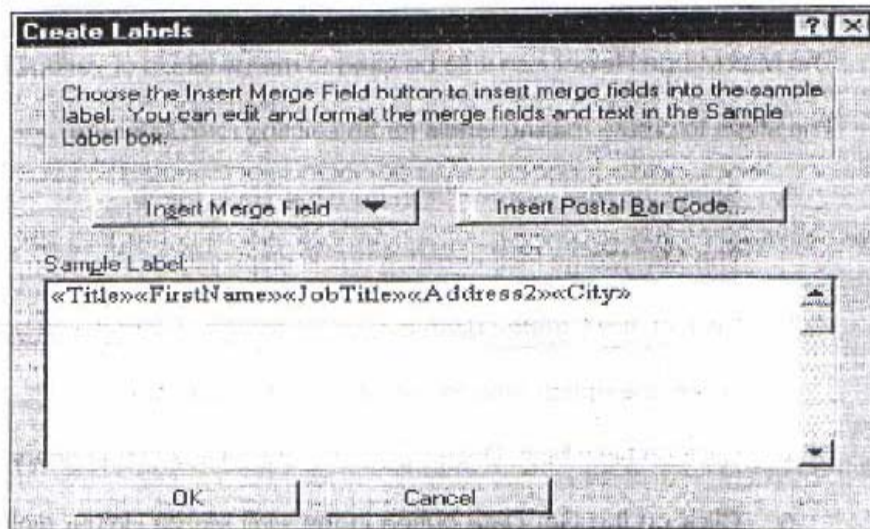 Create Labels ? ×
Choose the Insert Merge Field button to insert merge fields into the sample
label. You can edit and format the merge fields and text in the Sample
Label box.
Insert Merge Field Insert Postal Bar Code...
Sample Label:
«Title»«FirstName»«JobTitle»«Address2»«City»
OK Cancel